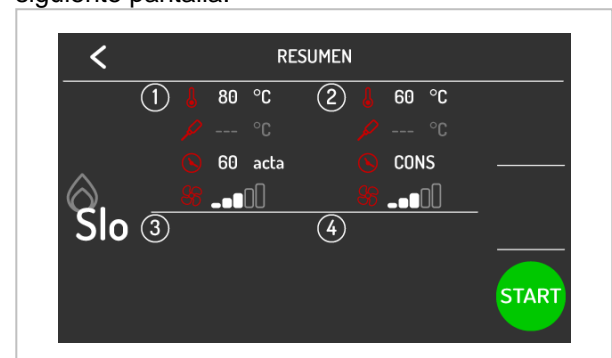 siguiente pantalla:
RESUMEN
1 80 °C 2 60 °C
--- °C --- °C
60 acta CONS
Slo 3 4
START